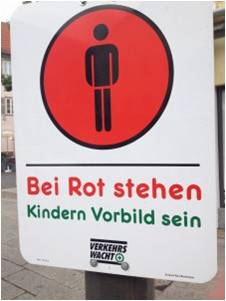 Bei Rot stehen
Kindern Vorbild sein
VERKEHRS
WACHT